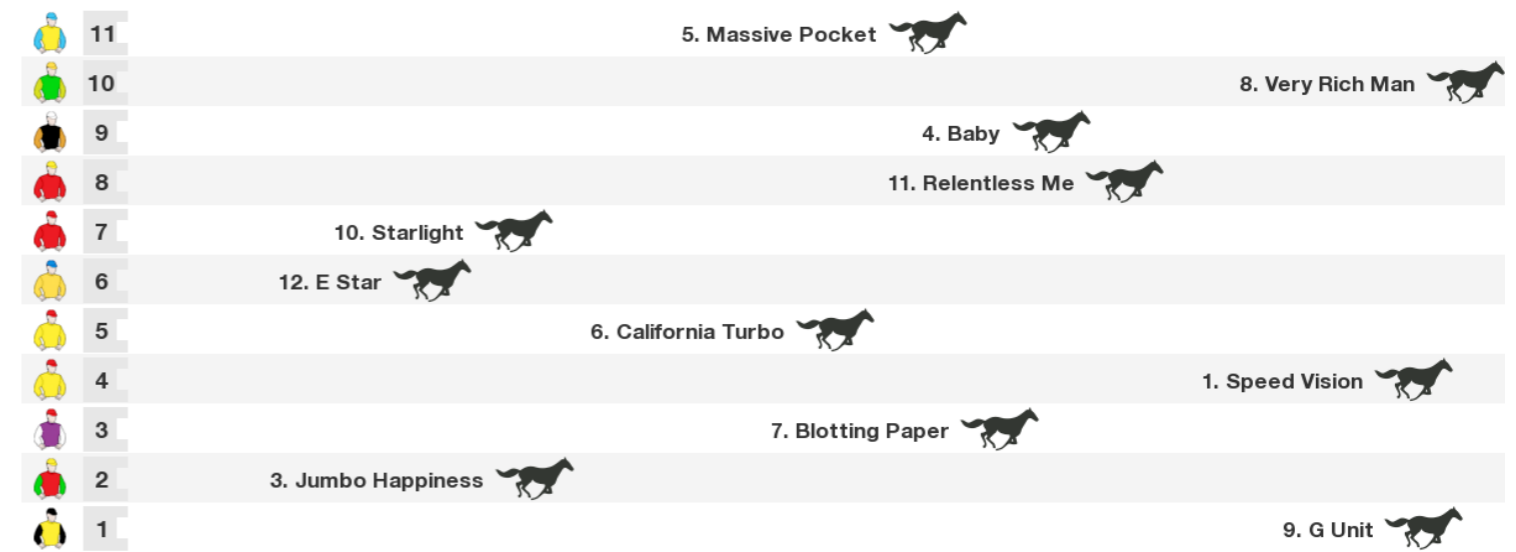 11 5. Massive Pocket
10 8. Very Rich Man
9 4. Baby
8 11. Relentless Me
7 10. Starlight
6 12. E Star
5 6. California Turbo
4 1. Speed Vision
3 7. Blotting Paper
2 3. Jumbo Happiness
1 9. G Unit